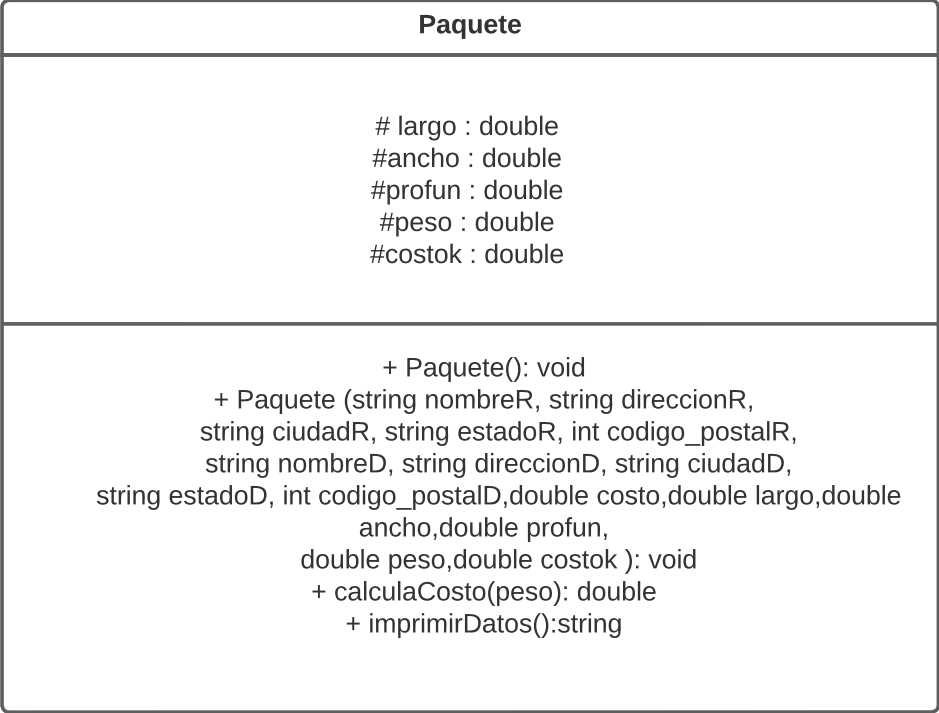 Paquete
# largo : double
#ancho : double
#profun : double
#peso : double
#costok : double
+ Paquete(): void
+ Paquete (string nombreR, string direccionR,
string ciudadR, string estadoR, int codigo_postalR,
string nombreD, string direccionD, string ciudadD,
string estadoD, int codigo_postalD,double costo,double largo,double
ancho,double profun,
double peso,double costok ): void
+ calculaCosto(peso): double
+ imprimirDatos():string